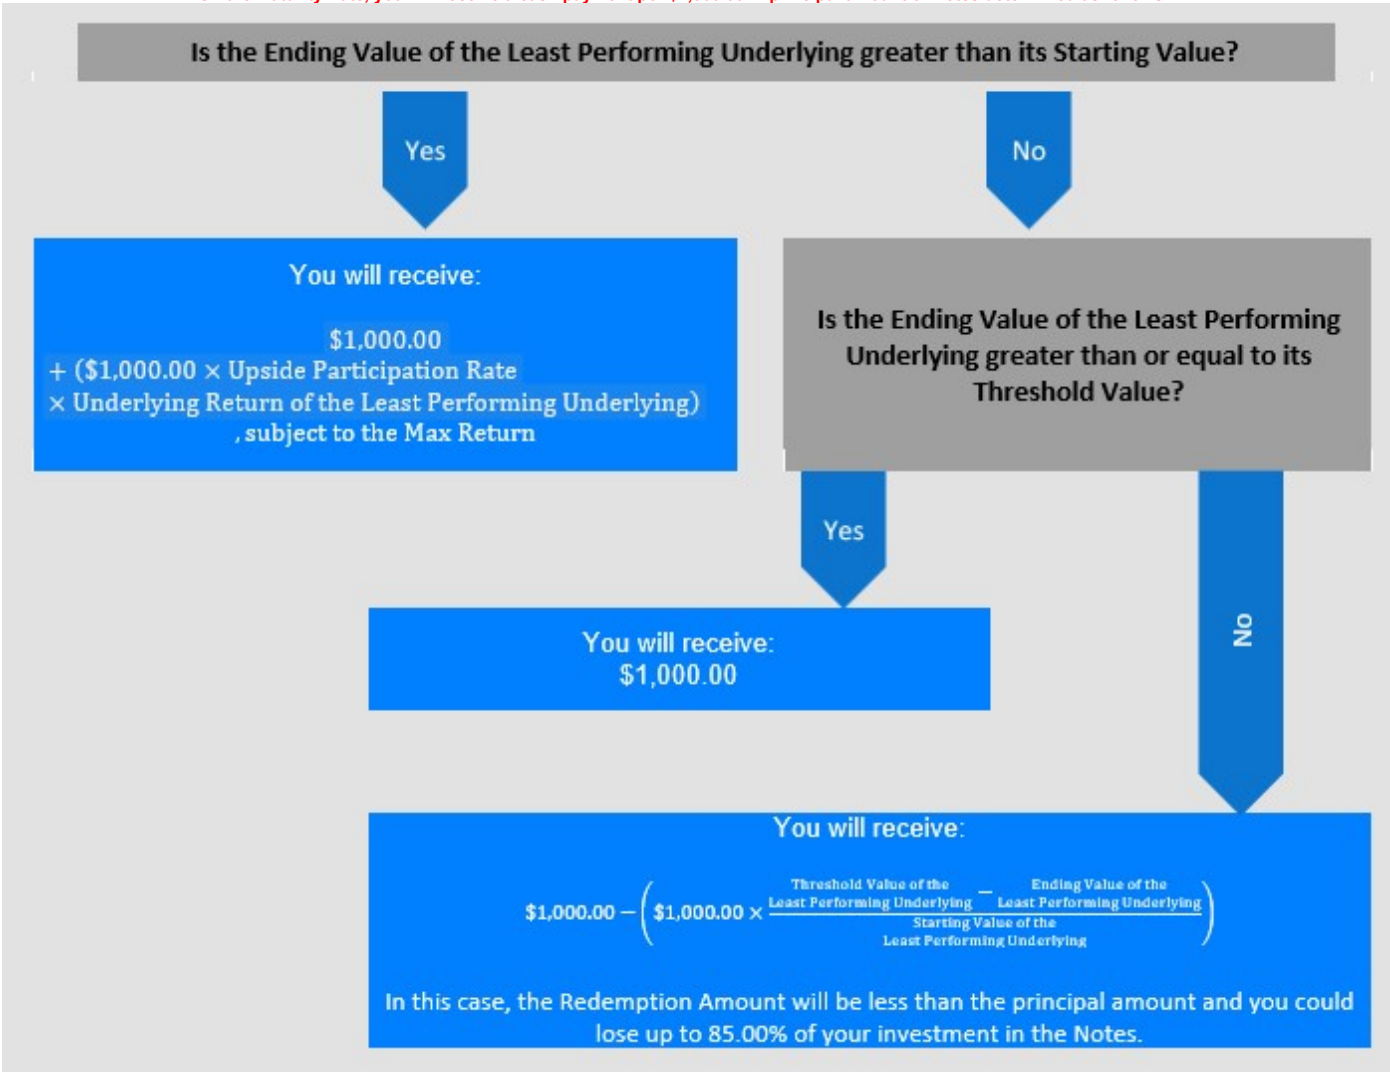 Is the Ending Value of the Least Performing Underlying greater than its Starting Value?
Yes
No
You will receive:
$1,000.00
+ ($1,000.00 × Upside Participation Rate
× Underlying Return of the Least Performing Underlying)
, subject to the Max Return
Is the Ending Value of the Least Performing
Underlying greater than or equal to its
Threshold Value?
Yes
No
You will receive:
$1,000.00
You will receive:
$1,000.00 − ($1,000.00 ×
Threshold Value of the
Least Performing Underlying
−
Ending Value of the
Least Performing Underlying
Starting Value of the
Least Performing Underlying
)
In this case, the Redemption Amount will be less than the principal amount and you could
lose up to 85.00% of your investment in the Notes.